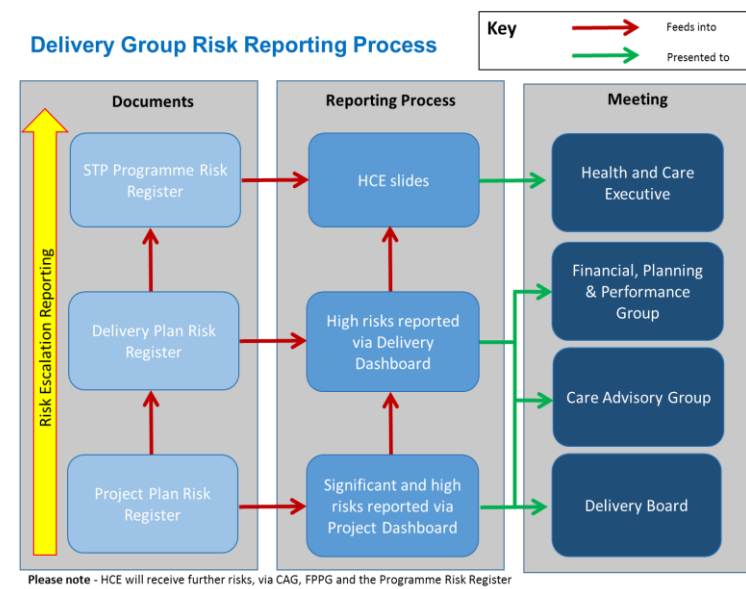 Delivery Group Risk Reporting Process
Key
Feeds into
Presented to
Risk Escalation Reporting
Documents
STP Programme Risk
Register
Delivery Plan Risk
Register
Project Plan Risk
Register
Reporting Process
HCE slides
High risks reported
via Delivery
Dashboard
Significant and high
risks reported via
Project Dashboard
Meeting
Health and Care
Executive
Financial, Planning
& Performance
Group
Care Advisory Group
Delivery Board
Please note - HCE will receive further risks, via CAG, FPPG and the Programme Risk Register